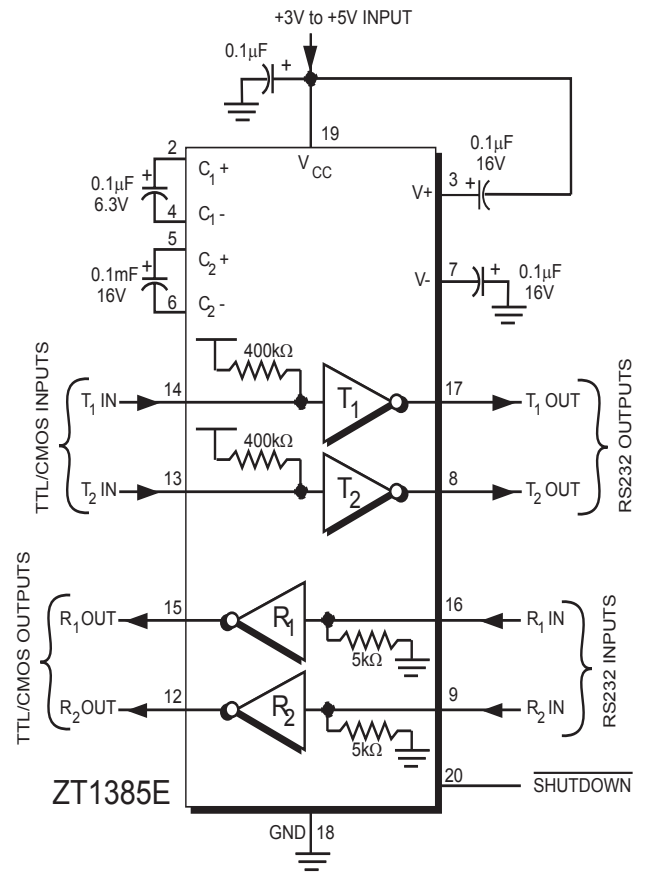 +3V to +5V INPUT
0.1µF
+
19
V CC
2
C1 +
+
0.1µF
6.3V
4
C1 -
5
C2 +
+
0.1mF
16V
6
C2 -
0.1µF
16V
V+
3
+
V-
7
+
0.1µF
16V
TTL/CMOS INPUTS
400kΩ
T1 IN
14
T1
17
T1 OUT
400kΩ
T2 IN
13
T2
8
T2 OUT
RS232 OUTPUTS
TTL/CMOS OUTPUTS
R1 OUT
15
R1
16
R1 IN
5kΩ
R2 OUT
12
R2
9
R2 IN
5kΩ
RS232 INPUTS
20
SHUTDOWN
ZT1385E
GND 18